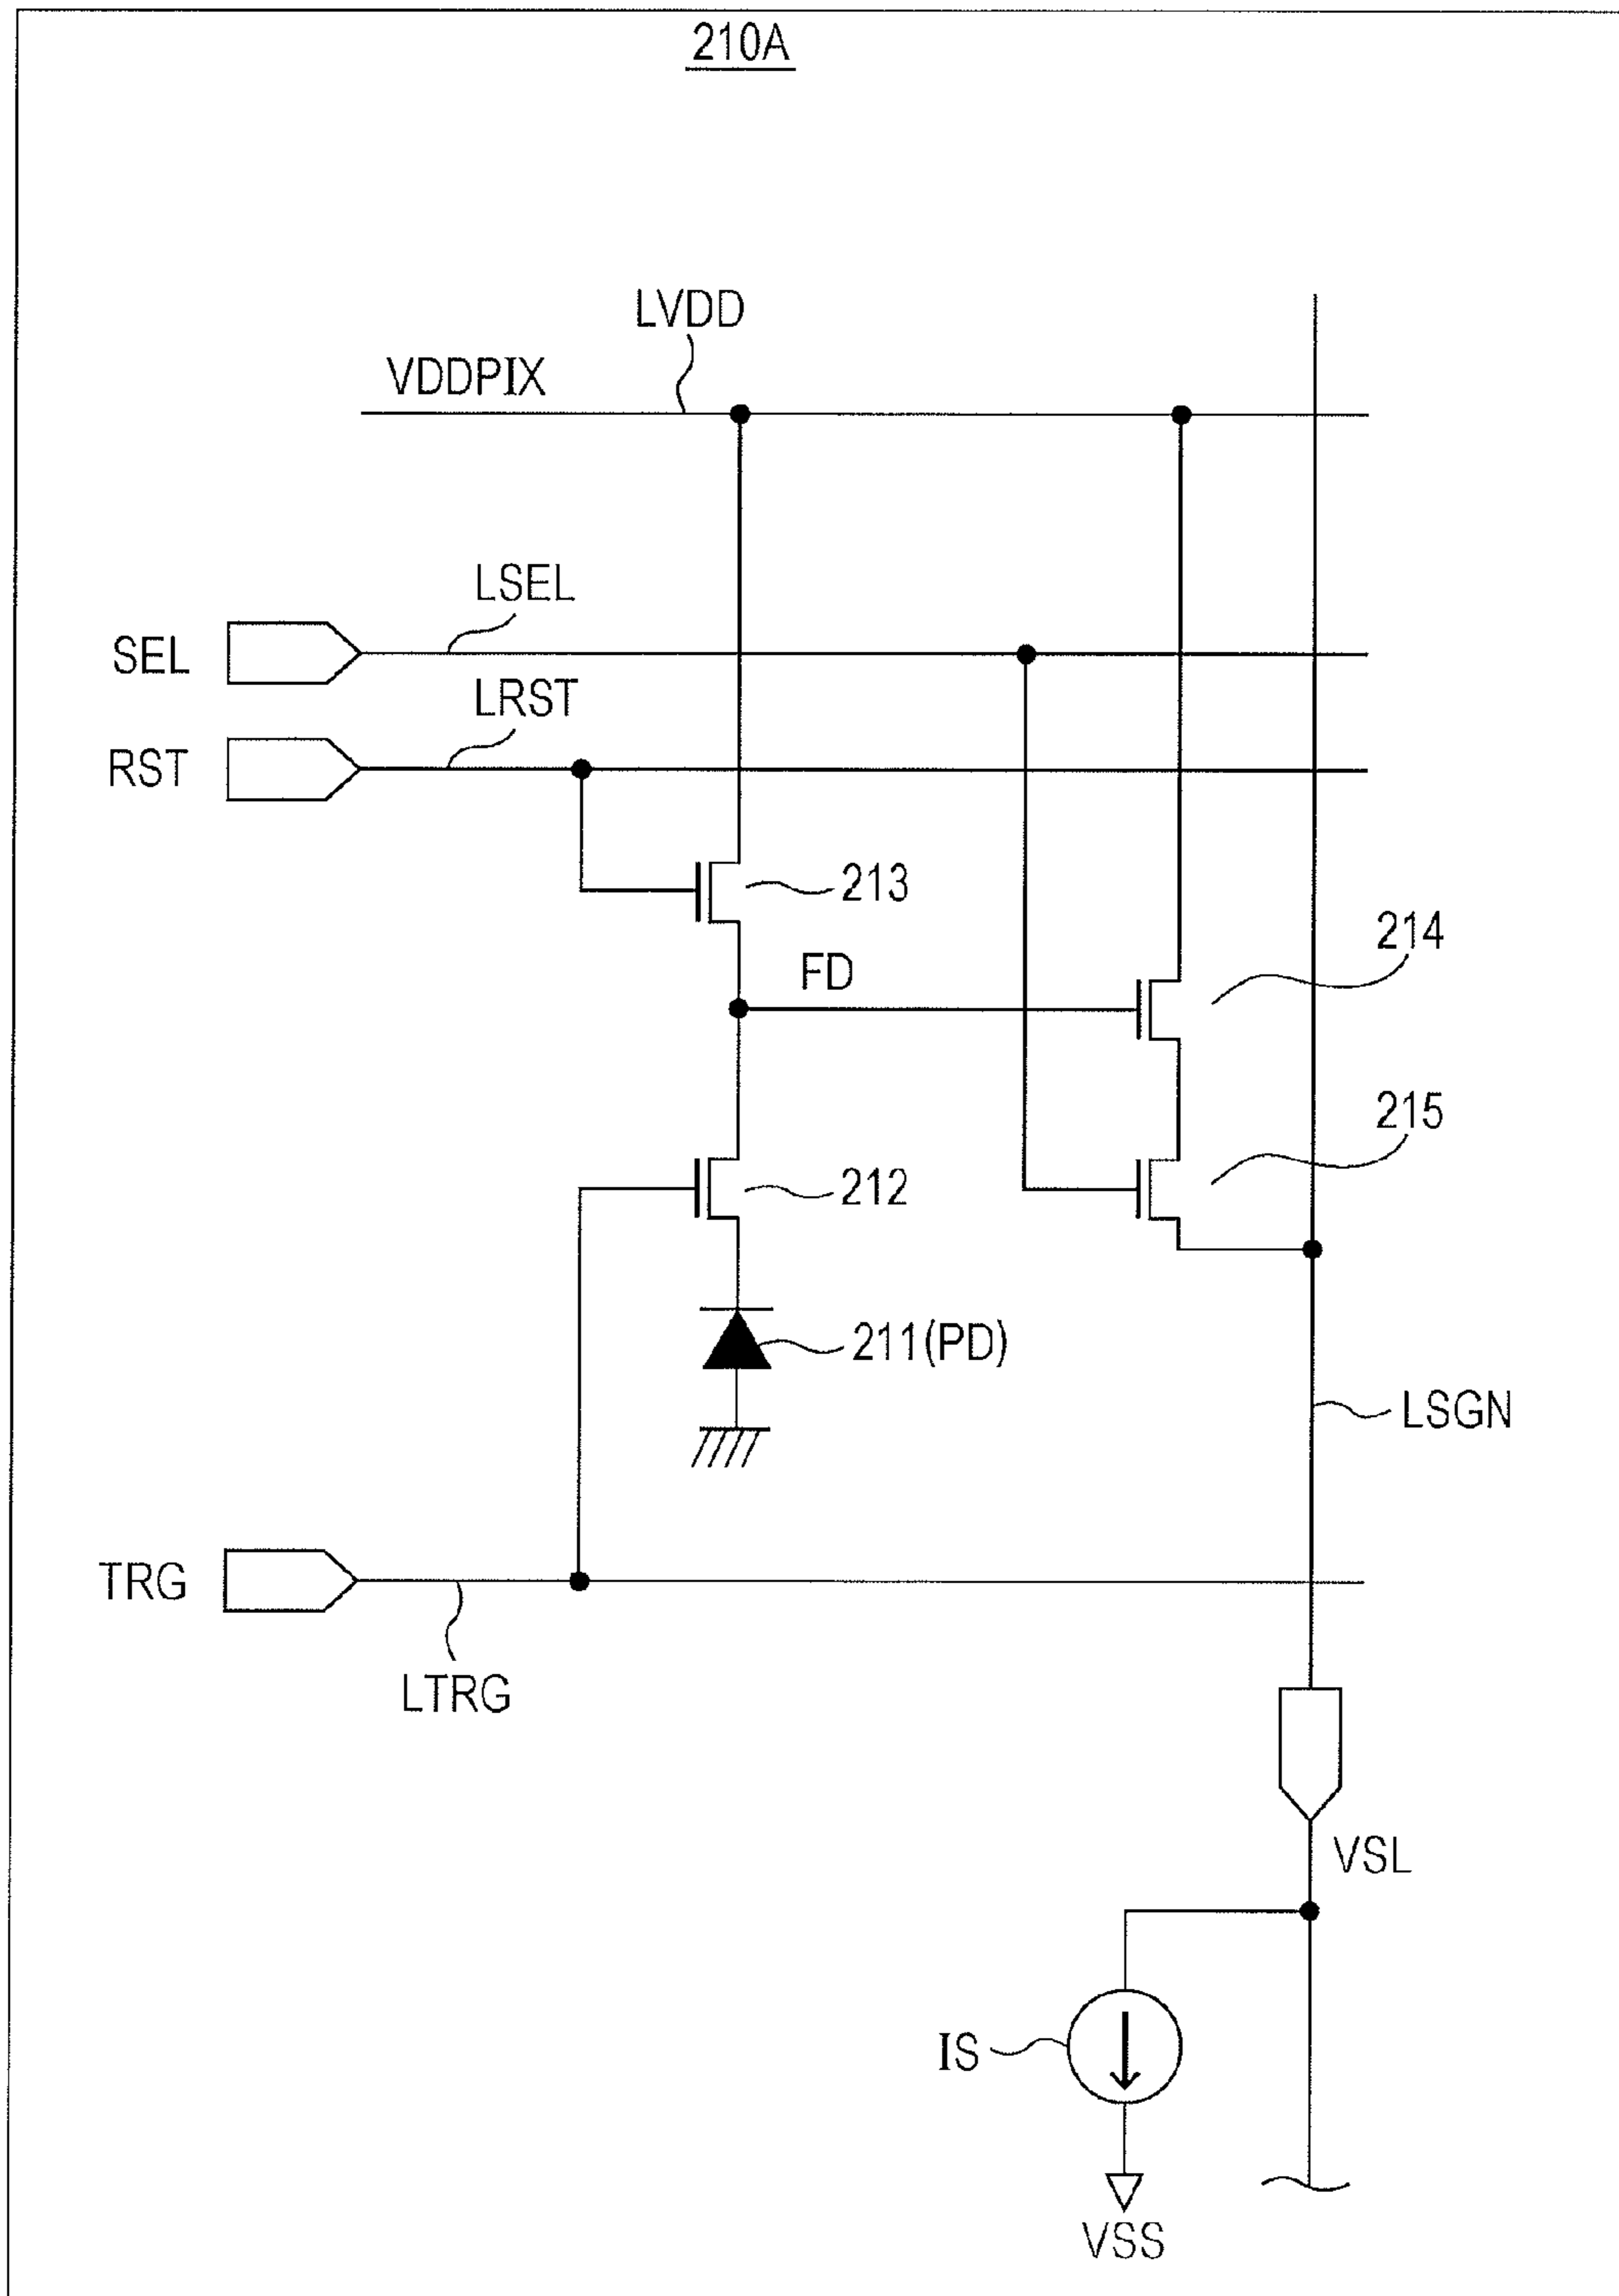 210A
LVDD
VDDPIX
LSEL
SEL
LRST
RST
213
214
FD
215
212
211(PD)
LSGN
TRG
LTRG
VSL
IS
VSS